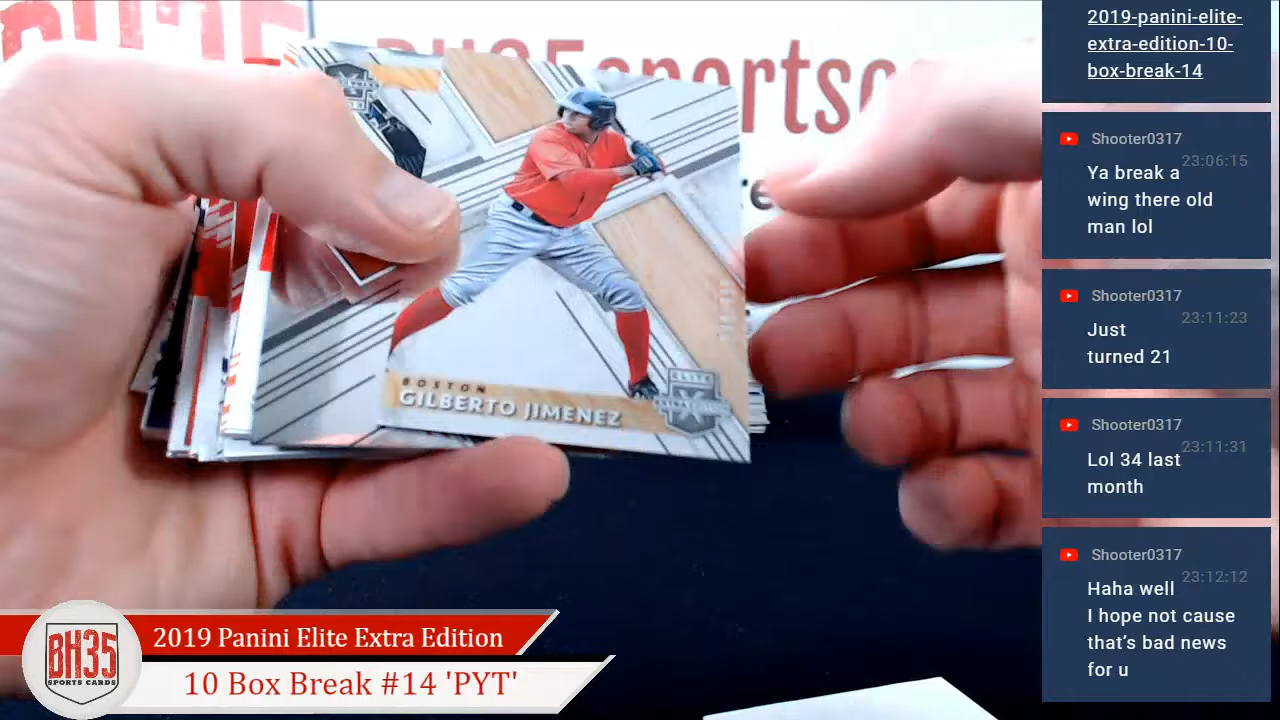 BH35sportsca
BOSTON
GILBERTO JIMENEZ
ELITE
BH35
SPORTS CARDS
2019 Panini Elite Extra Edition
10 Box Break #14 'PYT'
2019-panini-elite-
extra-edition-10-
box-break-14
Shooter0317
23:06:15
Ya break a
wing there old
man lol
Shooter0317
23:11:23
Just
turned 21
Shooter0317
23:11:31
Lol 34 last
month
Shooter0317
23:12:12
Haha well
I hope not cause
that's bad news
for u